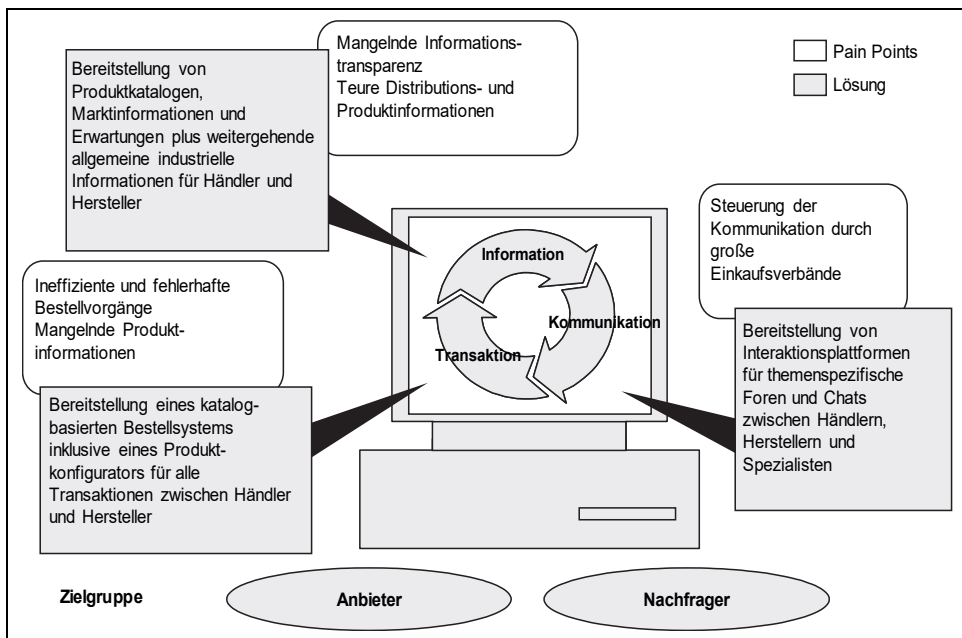 Mangelnde Informations-
transparenz
Teure Distributions- und
Produktinformationen
Bereitstellung von
Produktkatalogen,
Marktinformationen und
Erwartungen plus weitergehende
allgemeine industrielle
Informationen für Händler und
Hersteller
Pain Points
Lösung
Steuerung der
Kommunikation durch
große
Einkaufsverbände
Information
Kommunikation
Transaktion
Ineffiziente und fehlerhafte
Bestellvorgänge
Mangelnde Produkt-
informationen
Bereitstellung von
Interaktionsplattformen
für themenspezifische
Foren und Chats
zwischen Händlern,
Herstellern und
Spezialisten
Bereitstellung eines katalog-
basierten Bestellsystems
inklusive eines Produkt-
konfigurators für alle
Transaktionen zwischen Händler
und Hersteller
Zielgruppe
Anbieter
Nachfrager